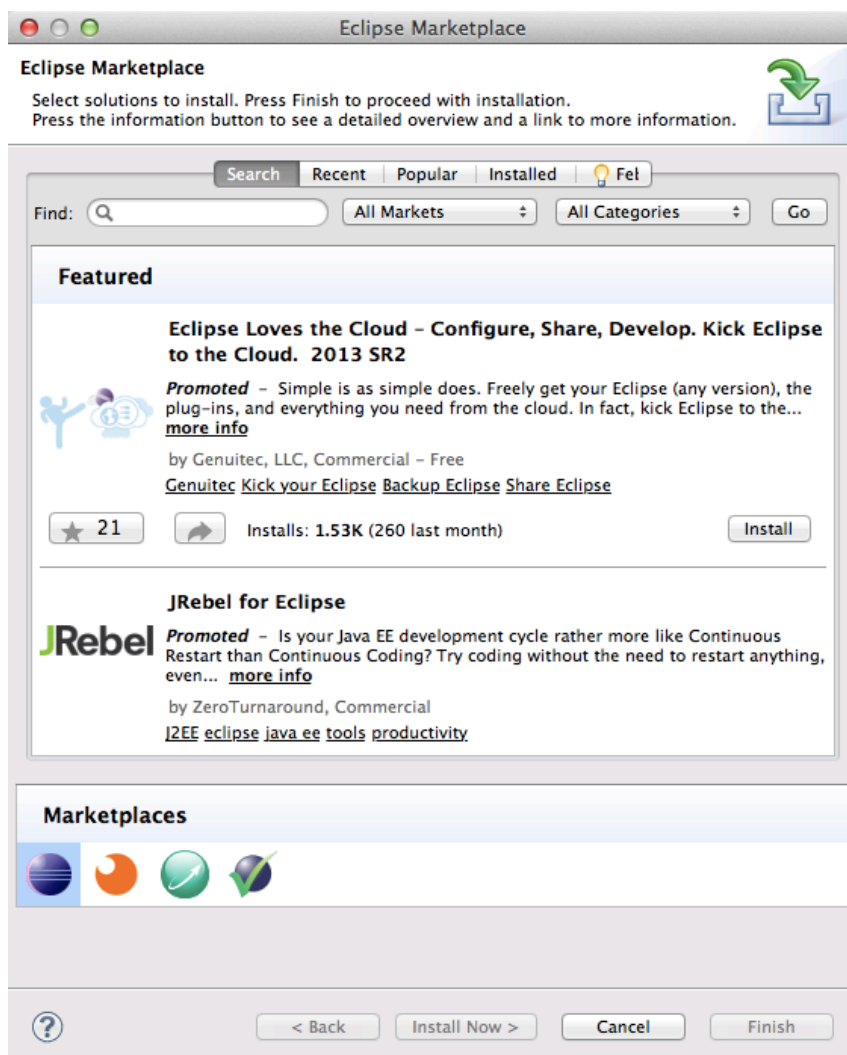 Eclipse Marketplace
Eclipse Marketplace
Select solutions to install. Press Finish to proceed with installation.
Press the information button to see a detailed overview and a link to more information.
Search Recent Popular Installed Fel
Find: All Markets All Categories Go
Featured
Eclipse Loves the Cloud – Configure, Share, Develop. Kick Eclipse
to the Cloud. 2013 SR2
Promoted – Simple is as simple does. Freely get your Eclipse (any version), the
plug-ins, and everything you need from the cloud. In fact, kick Eclipse to the...
more info
by Genuitec, LLC, Commercial – Free
Genuitec Kick your Eclipse Backup Eclipse Share Eclipse
21 Installs: 1.53K (260 last month) Install
JRebel for Eclipse
JRebel
Promoted – Is your Java EE development cycle rather more like Continuous
Restart than Continuous Coding? Try coding without the need to restart anything,
even... more info
by ZeroTurnaround, Commercial
J2EE eclipse java ee tools productivity
Marketplaces
? < Back Install Now > Cancel Finish